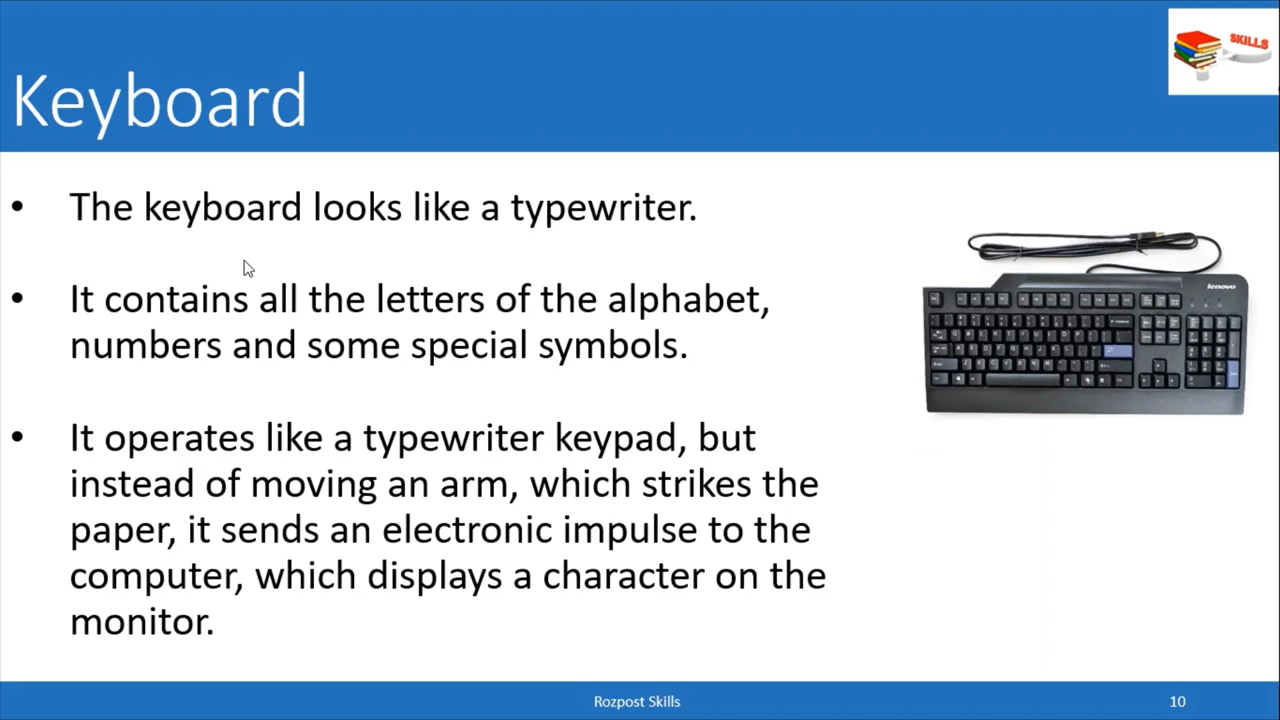 SKILLS
Keyboard
• The keyboard looks like a typewriter.
• It contains all the letters of the alphabet,
numbers and some special symbols.
lenovo
• It operates like a typewriter keypad, but
instead of moving an arm, which strikes the
paper, it sends an electronic impulse to the
computer, which displays a character on the
monitor.
Rozpost Skills
10